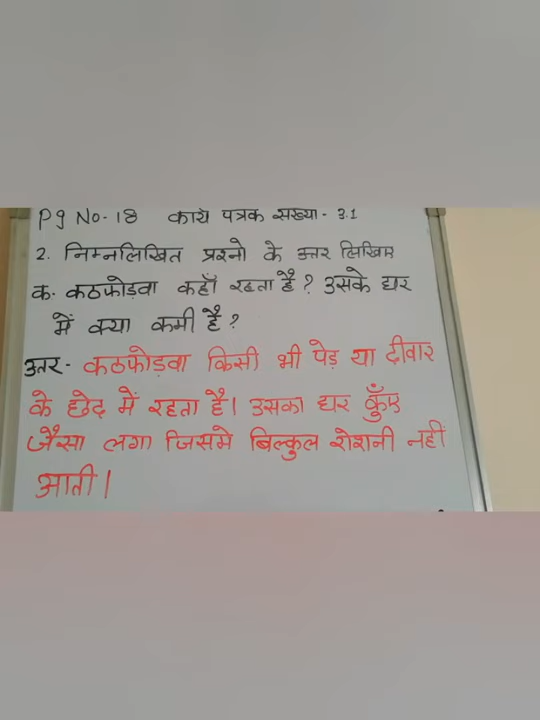 Pg No. 18 कार्य पत्रक सख्या - 3.1
2. निम्नलिखित प्रश्नो के उत्तर लिखिए
क. कठफोड़वा कहाँ रहता है? उसके घर
में क्या कमी है?
उत्तर - कठफोड़वा किसी भी पेड़ या दीवार
के छेद में रहता है। उसका घर कुँए
जैसा लगा जिसमे बिल्कुल रोशनी नहीं
आती।